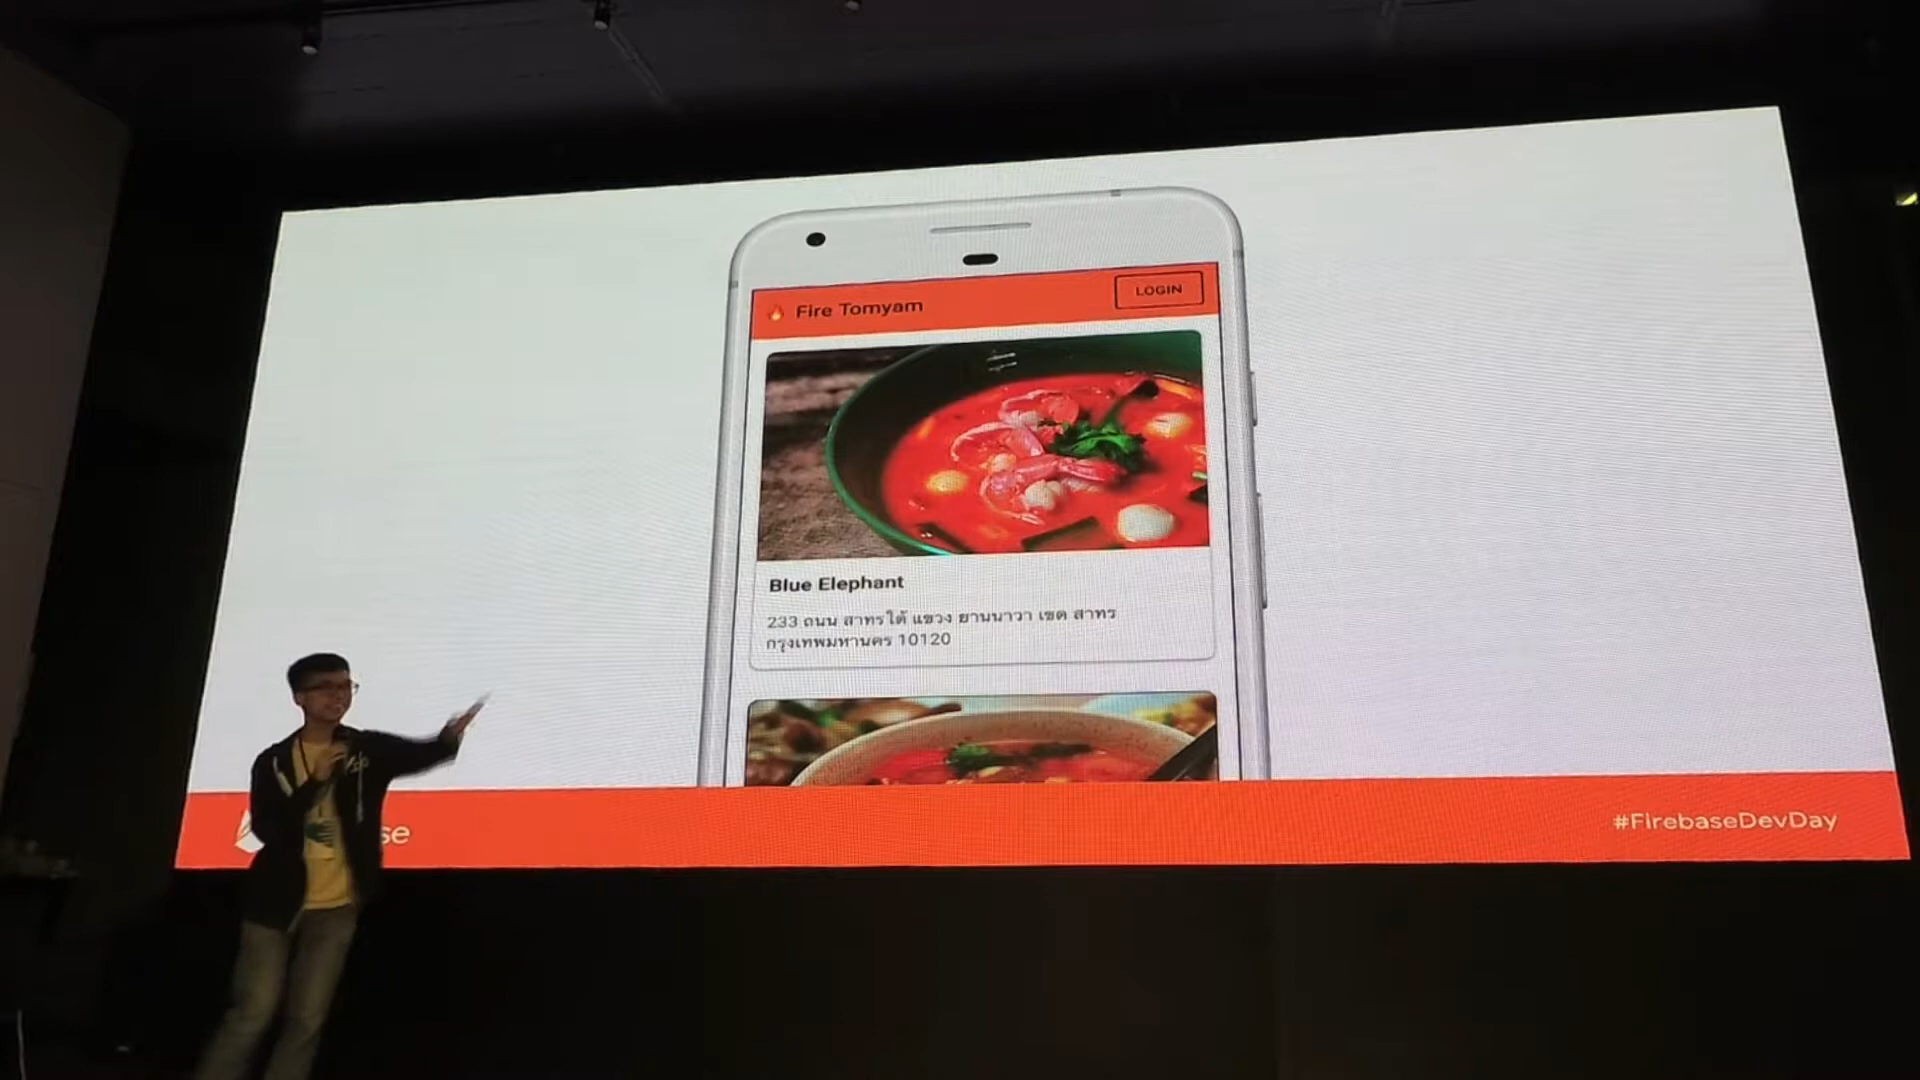 Fire Tomyam
LOGIN
Blue Elephant
233 ถนน สาทรใต้ แขวง ยานนาวา เขต สาทร
กรุงเทพมหานคร 10120
se
#FirebaseDevDay